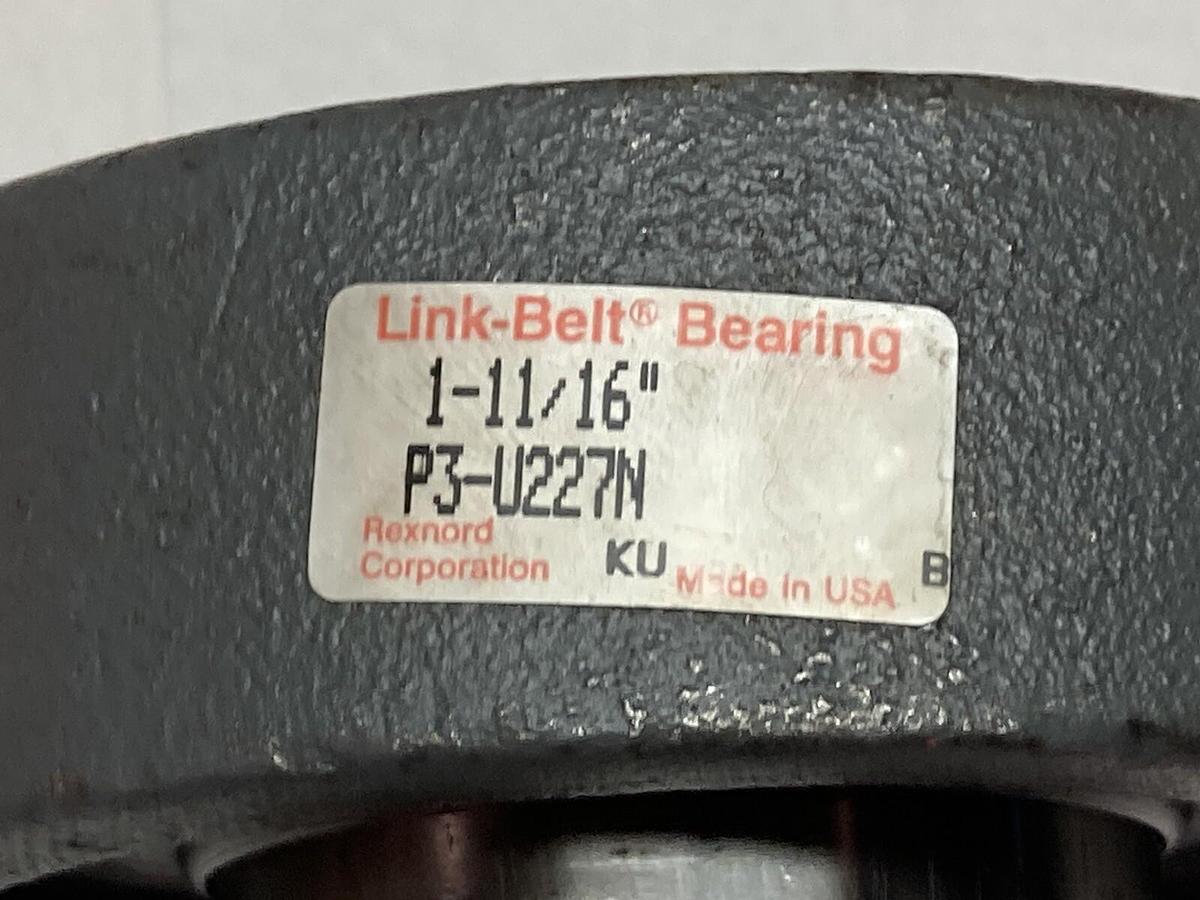 Link-Belt® Bearing
1-11/16"
P3-U227N
Rexnord
Corporation
KU
Made in USA
B